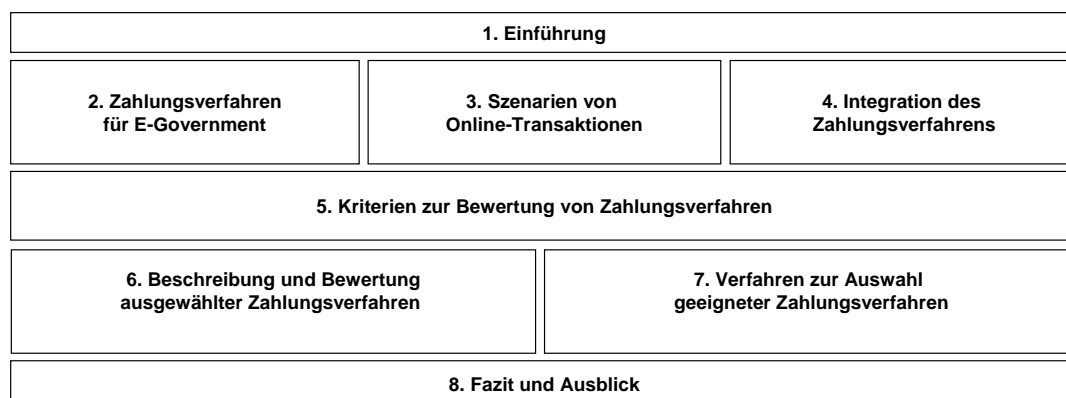 1. Einführung
2. Zahlungsverfahren
für E-Government
3. Szenarien von
Online-Transaktionen
4. Integration des
Zahlungsverfahrens
5. Kriterien zur Bewertung von Zahlungsverfahren
6. Beschreibung und Bewertung
ausgewählter Zahlungsverfahren
7. Verfahren zur Auswahl
geeigneter Zahlungsverfahren
8. Fazit und Ausblick